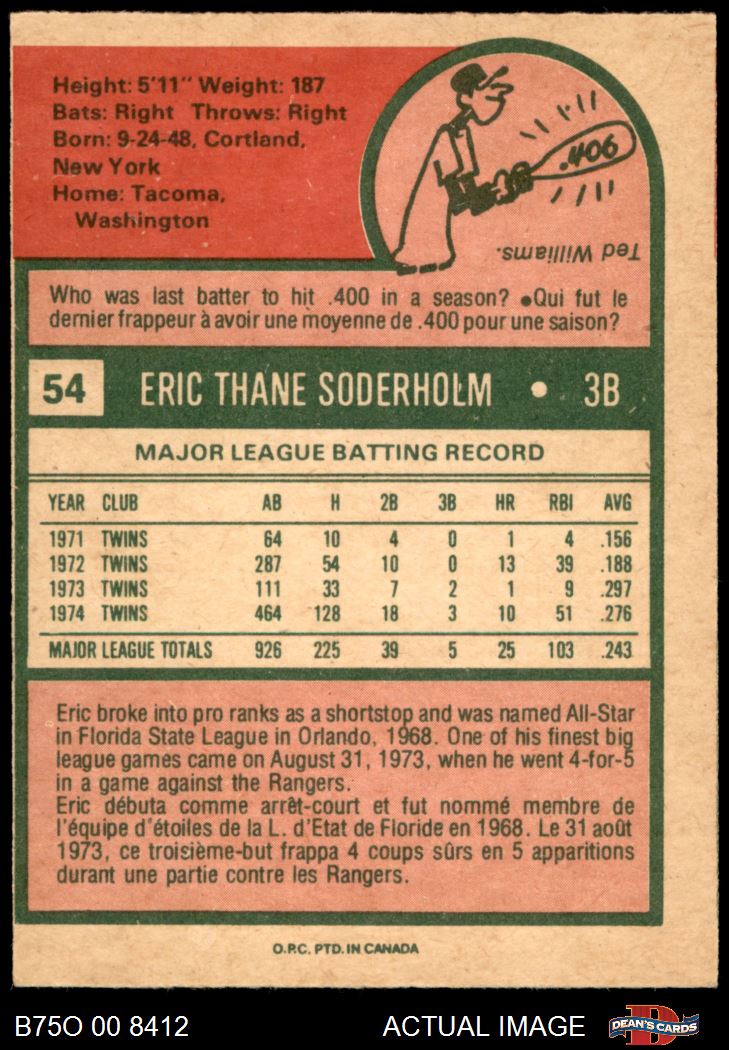 Height: 5'11" Weight: 187
Bats: Right Throws: Right
Born: 9-24-48, Cortland,
New York
Home: Tacoma,
Washington
.406
Ted Williams.
Who was last batter to hit .400 in a season? ●Qui fut le
dernier frappeur à avoir une moyenne de .400 pour une saison?
54 ERIC THANE SODERHOLM • 3B
MAJOR LEAGUE BATTING RECORD
YEAR CLUB AB H 2B 3B HR RBI AVG
1971 TWINS 64 10 4 0 1 4 .156
1972 TWINS 287 54 10 0 13 39 .188
1973 TWINS 111 33 7 2 1 9 .297
1974 TWINS 464 128 18 3 10 51 .276
MAJOR LEAGUE TOTALS 926 225 39 5 25 103 .243
Eric broke into pro ranks as a shortstop and was named All-Star
in Florida State League in Orlando, 1968. One of his finest big
league games came on August 31, 1973, when he went 4-for-5
in a game against the Rangers.
Eric débuta comme arrêt-court et fut nommé membre de
l'équipe d'étoiles de la L. d'Etat de Floride en 1968. Le 31 août
1973, ce troisième-but frappa 4 coups sûrs en 5 apparitions
durant une partie contre les Rangers.
O.P.C. PTD. IN CANADA
B75O 00 8412 ACTUAL IMAGE DEAN'S CARDS